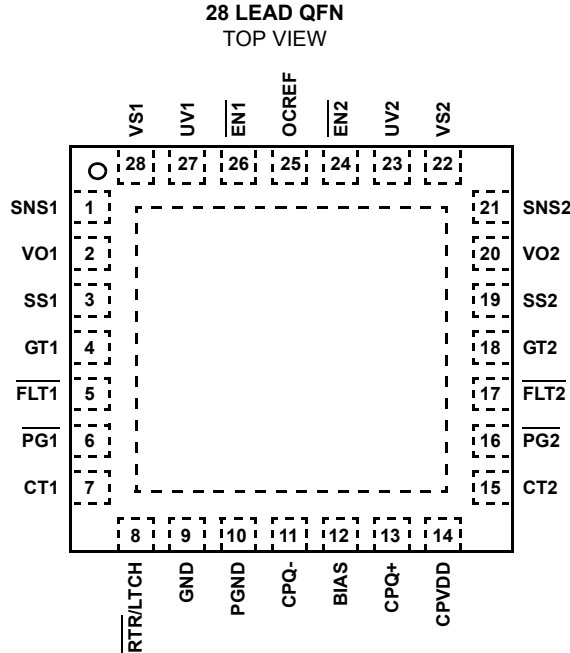 28 LEAD QFN
TOP VIEW
VS1
UV1
EN1
OCREF
EN2
UV2
VS2
28
27
26
25
24
23
22
SNS1 1
21 SNS2
VO1 2
20 VO2
SS1 3
19 SS2
GT1 4
18 GT2
FLT1 5
17 FLT2
PG1 6
16 PG2
CT1 7
15 CT2
8
9
10
11
12
13
14
RTR/LTCH
GND
PGND
CPQ-
BIAS
CPQ+
CPVDD